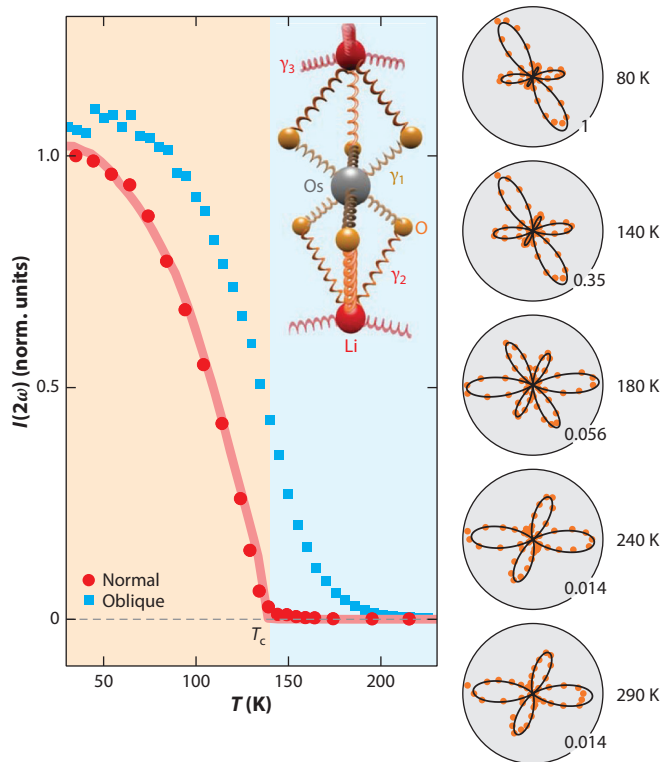 γ₃
80 K
1
1.0
Os
γ₁
140 K
O
0.35
γ₂
I(2ω) (norm. units)
Li
0.5
180 K
0.056
240 K
Normal
Oblique
0.014
0
T_c
50
100
150
200
T (K)
290 K
0.014